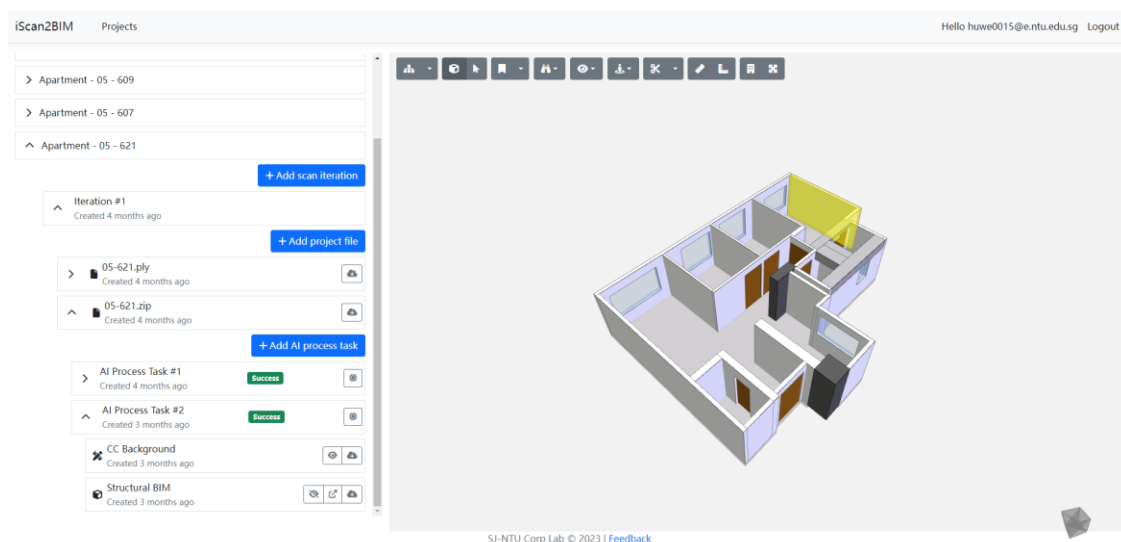 iScan2BIM Projects Hello huwe0015@e.ntu.edu.sg Logout
Apartment - 05 - 609
Apartment - 05 - 607
Apartment - 05 - 621
+ Add scan iteration
Iteration #1
Created 4 months ago
+ Add project file
05-621.ply
Created 4 months ago
05-621.zip
Created 4 months ago
+ Add AI process task
AI Process Task #1
Created 4 months ago
Success
AI Process Task #2
Created 3 months ago
Success
CC Background
Created 3 months ago
Structural BIM
Created 3 months ago
SJ-NTU Corp Lab © 2023 | Feedback